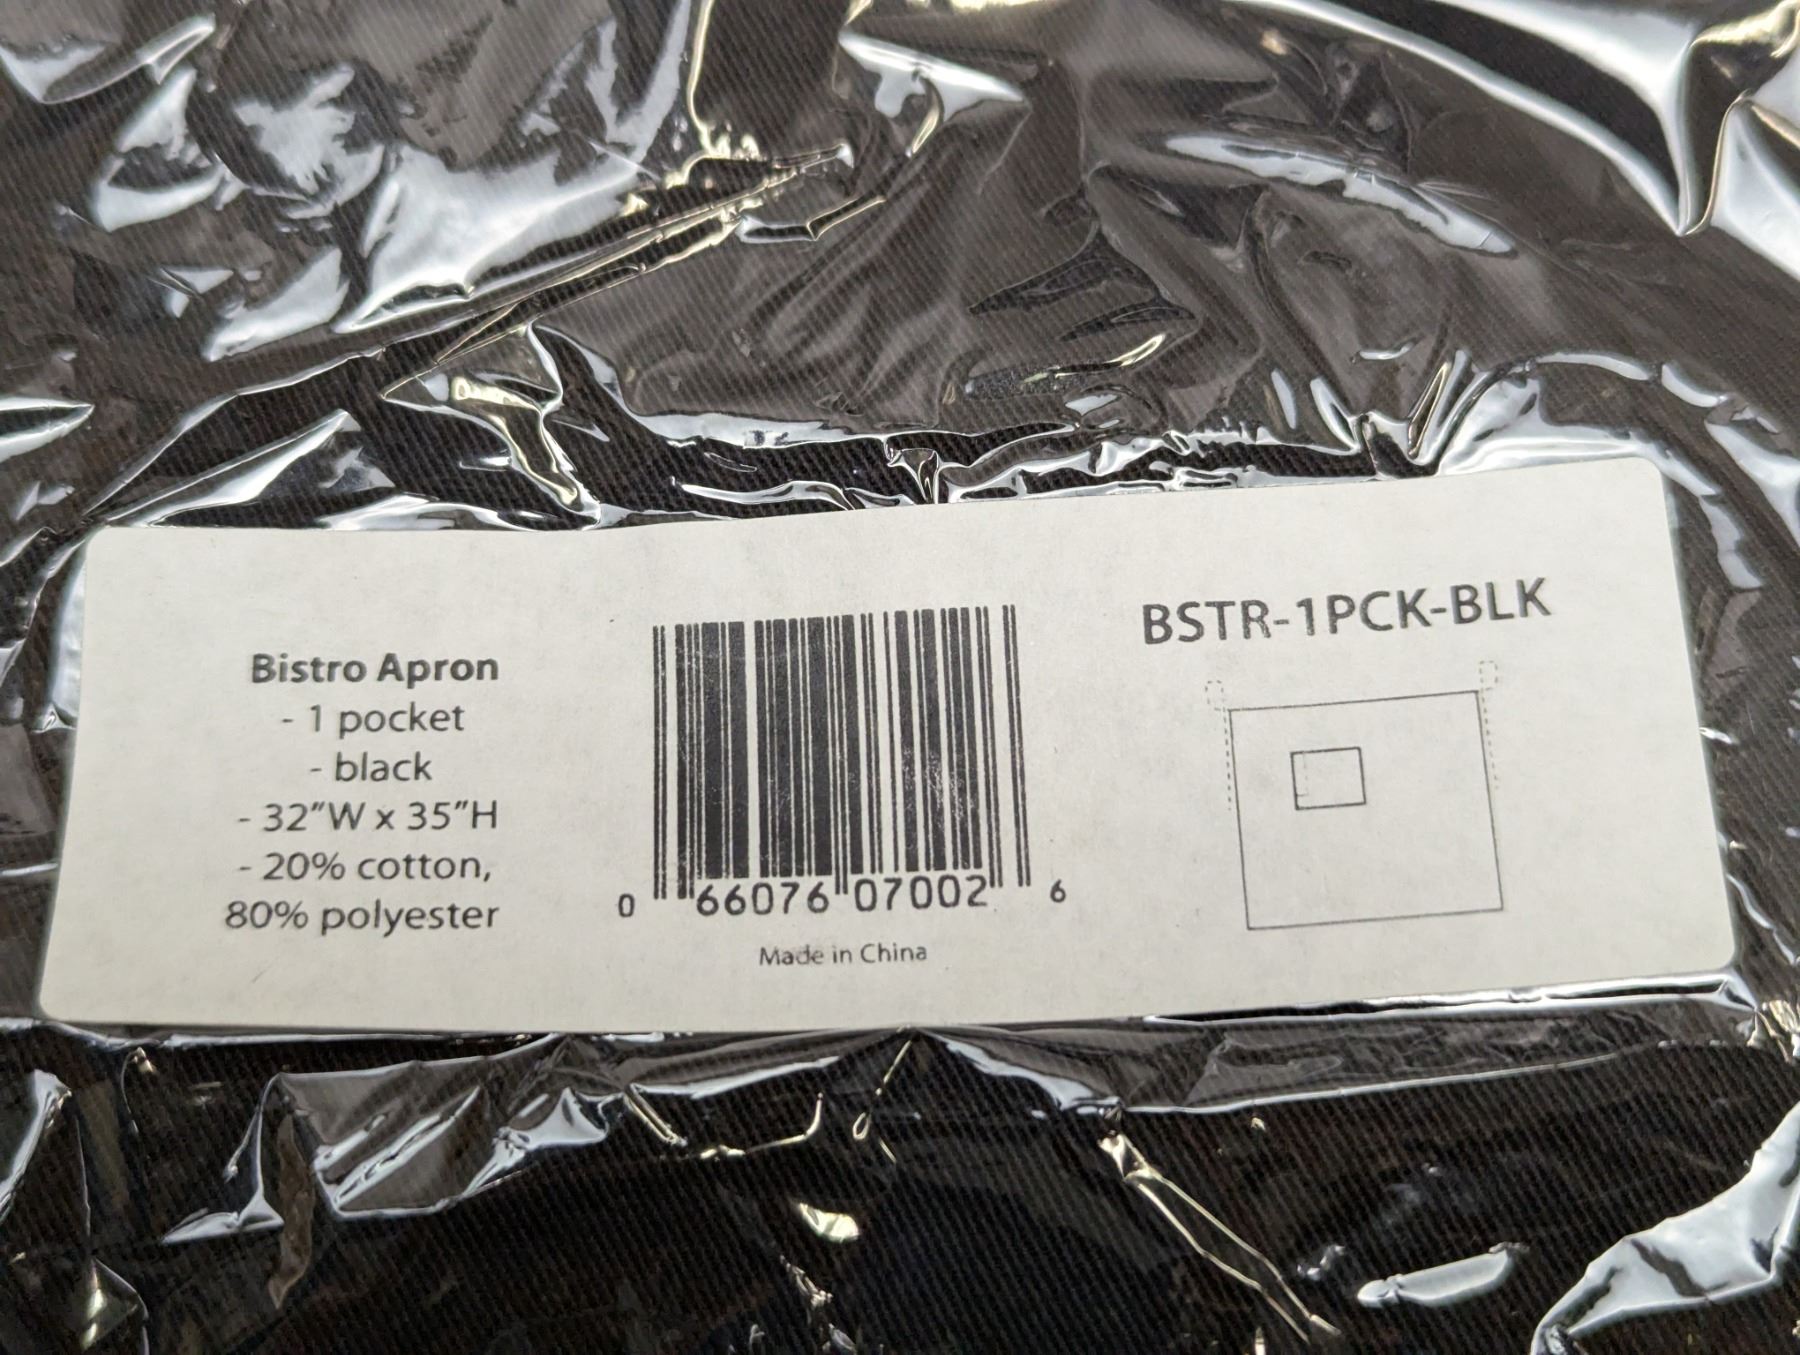 Bistro Apron
- 1 pocket
- black
- 32”W x 35”H
- 20% cotton,
80% polyester
0 66076 07002 6
Made in China
BSTR-1PCK-BLK